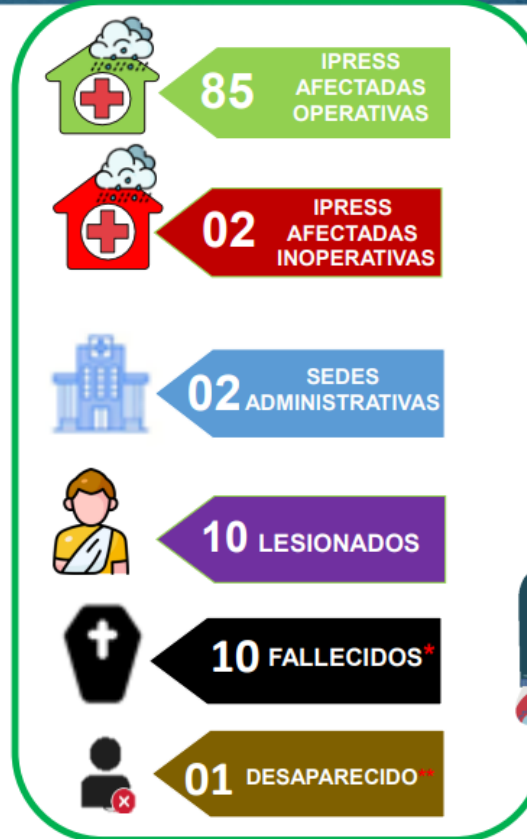 85
IPRESS
AFECTADAS
OPERATIVAS
02
IPRESS
AFECTADAS
INOPERATIVAS
02
SEDES
ADMINISTRATIVAS
10 LESIONADOS
10 FALLECIDOS*
01 DESAPARECIDO**